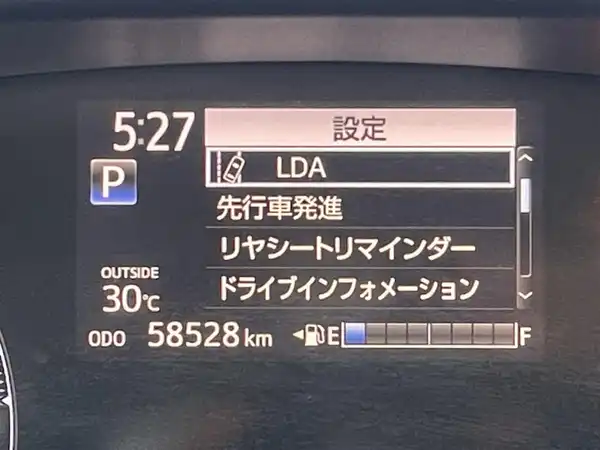 5:27
設定
P
LDA
先行車発進
リヤシートリマインダー
ドライブインフォメーション
OUTSIDE
30℃
ODO 58528 km
E F